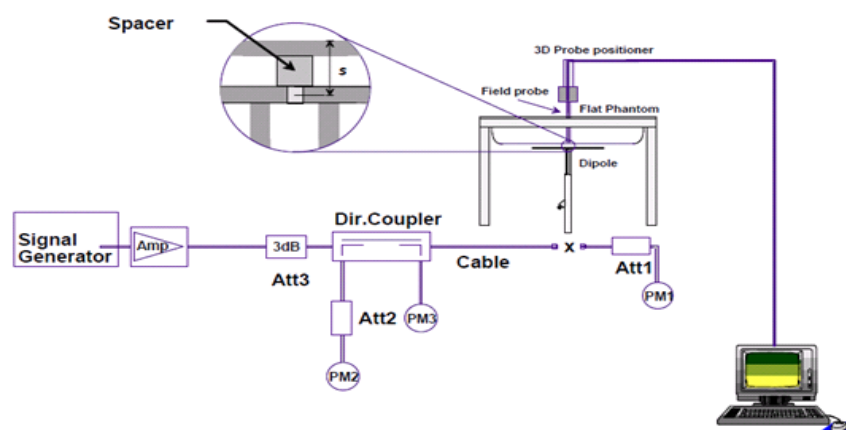 Spacer
s
3D Probe positioner
Field probe
Flat Phantom
Dipole
Signal
Generator
Amp
3dB
Att3
Dir.Coupler
Att2
PM3
PM2
Cable
x
Att1
PM1